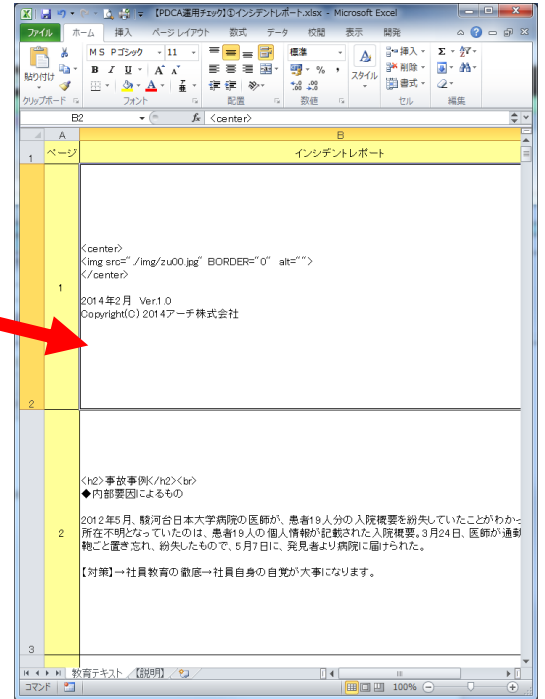 【PDCA運用チェック】①インシデントレポート.xlsx - Microsoft Excel
ファイル ホーム 挿入 ページ レイアウト 数式 データ 校閲 表示 開発
貼り付け
MS Pゴシック 11
B I U A A
標準
% ,
スタイル
挿入
削除
書式
Σ
クリップボード フォント 配置 数値 セル 編集
B2 fx <center>
A B
1 ページ インシデントレポート
<center>
<img src="./img/zu00.jpg" BORDER="0" alt="">
</center>
1
2014年2月 Ver.1.0
Copyright(C) 2014アーチ株式会社
2
<h2>事故事例</h2><br>
◆内部要因によるもの
2012年5月、駿河台日本大学病院の医師が、患者19人分の入院概要を紛失していたことがわかっ
2 所在不明となっていたのは、患者19人の個人情報が記載された入院概要。3月24日、医師が通勤
鞄ごと置き忘れ、紛失したもので、5月7日に、発見者より病院に届けられた。
【対策】→社員教育の徹底→社員自身の自覚が大事になります。
3
教育テキスト 【説明】
コマンド 100%